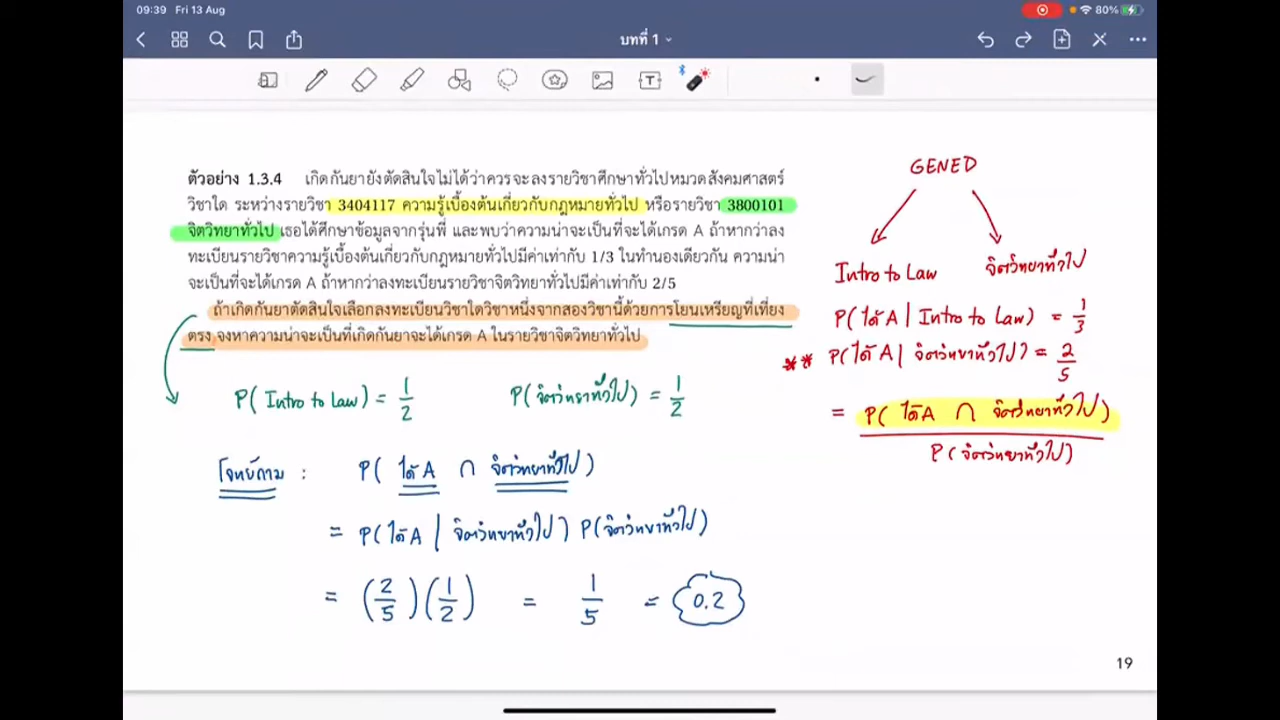 09:39 Fri 13 Aug
80%
บทที่ 1
ตัวอย่าง 1.3.4 เกิดกันยายังตัดสินใจไม่ได้ว่าควรจะลงรายวิชาศึกษาทั่วไปหมวดสังคมศาสตร์
วิชาใด ระหว่างรายวิชา 3404117 ความรู้เบื้องต้นเกี่ยวกับกฎหมายทั่วไป หรือรายวิชา 3800101
จิตวิทยาทั่วไป เธอได้ศึกษาข้อมูลจากรุ่นพี่ และพบว่าความน่าจะเป็นที่จะได้เกรด A ถ้าหากว่าลง
ทะเบียนรายวิชาความรู้เบื้องต้นเกี่ยวกับกฎหมายทั่วไปมีค่าเท่ากับ 1/3 ในทำนองเดียวกัน ความน่า
จะเป็นที่จะได้เกรด A ถ้าหากว่าลงทะเบียนรายวิชาจิตวิทยาทั่วไปมีค่าเท่ากับ 2/5
ถ้าเกิดกันยาตัดสินใจเลือกลงทะเบียนวิชาใดวิชาหนึ่งจากสองวิชานี้ด้วยการโยนเหรียญที่เที่ยง
ตรง จงหาความน่าจะเป็นที่เกิดกันยาจะได้เกรด A ในรายวิชาจิตวิทยาทั่วไป
P( Intro to Law ) = 1/2 P( จิตวิทยาทั่วไป ) = 1/2
โจทย์ถาม : P( ได้ A ∩ จิตวิทยาทั่วไป )
= P( ได้ A | จิตวิทยาทั่วไป ) P( จิตวิทยาทั่วไป )
= (2/5)(1/2) = 1/5 = 0.2
GENED
Intro to Law จิตวิทยาทั่วไป
P( ได้ A | Intro to Law ) = 1/3
** P( ได้ A | จิตวิทยาทั่วไป ) = 2/5
= P( ได้ A ∩ จิตวิทยาทั่วไป )
P( จิตวิทยาทั่วไป )
19